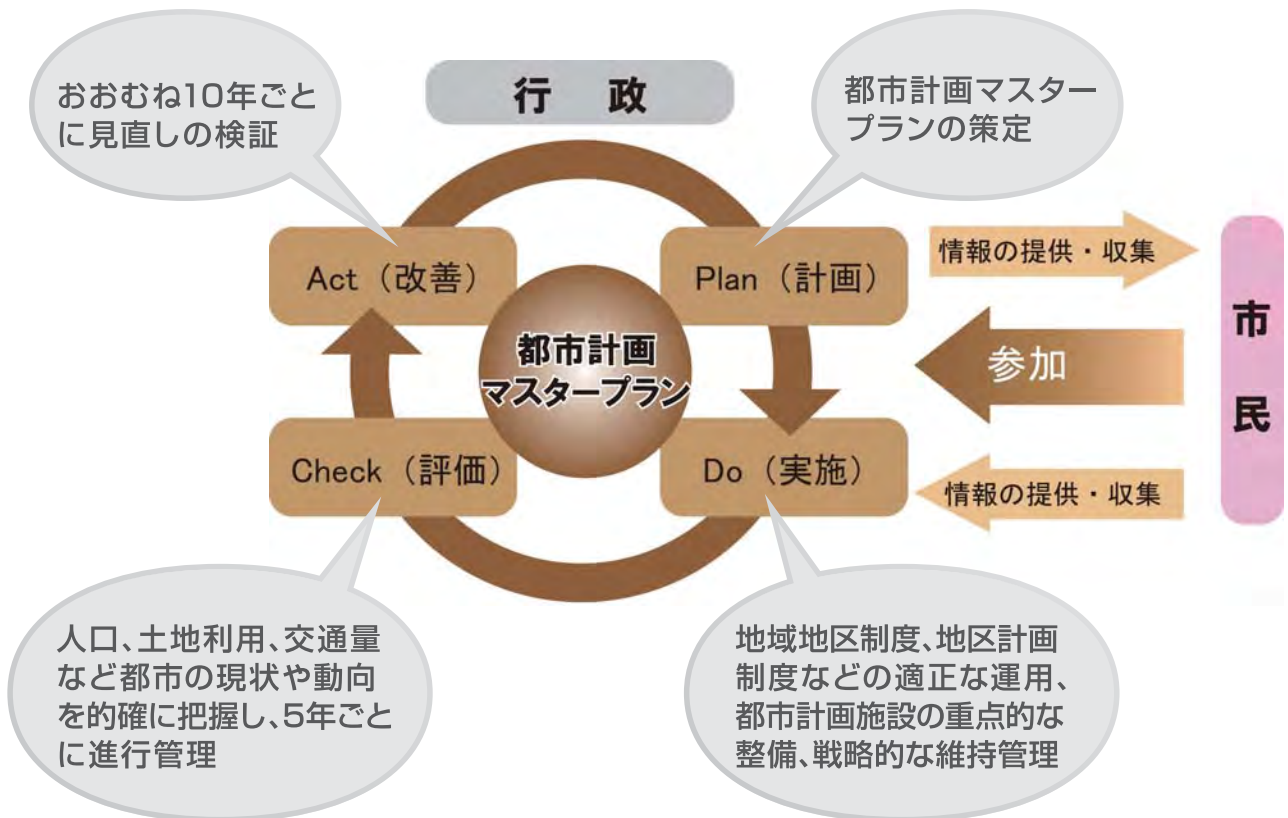 おおむね10年ごと
に見直しの検証
行 政
都市計画マスター
プランの策定
Act（改善）
Plan（計画）
情報の提供・収集
都市計画
マスタープラン
参加
市
民
Check（評価）
Do（実施）
情報の提供・収集
人口、土地利用、交通量
など都市の現状や動向
を的確に把握し、5年ごと
に進行管理
地域地区制度、地区計画
制度などの適正な運用、
都市計画施設の重点的な
整備、戦略的な維持管理